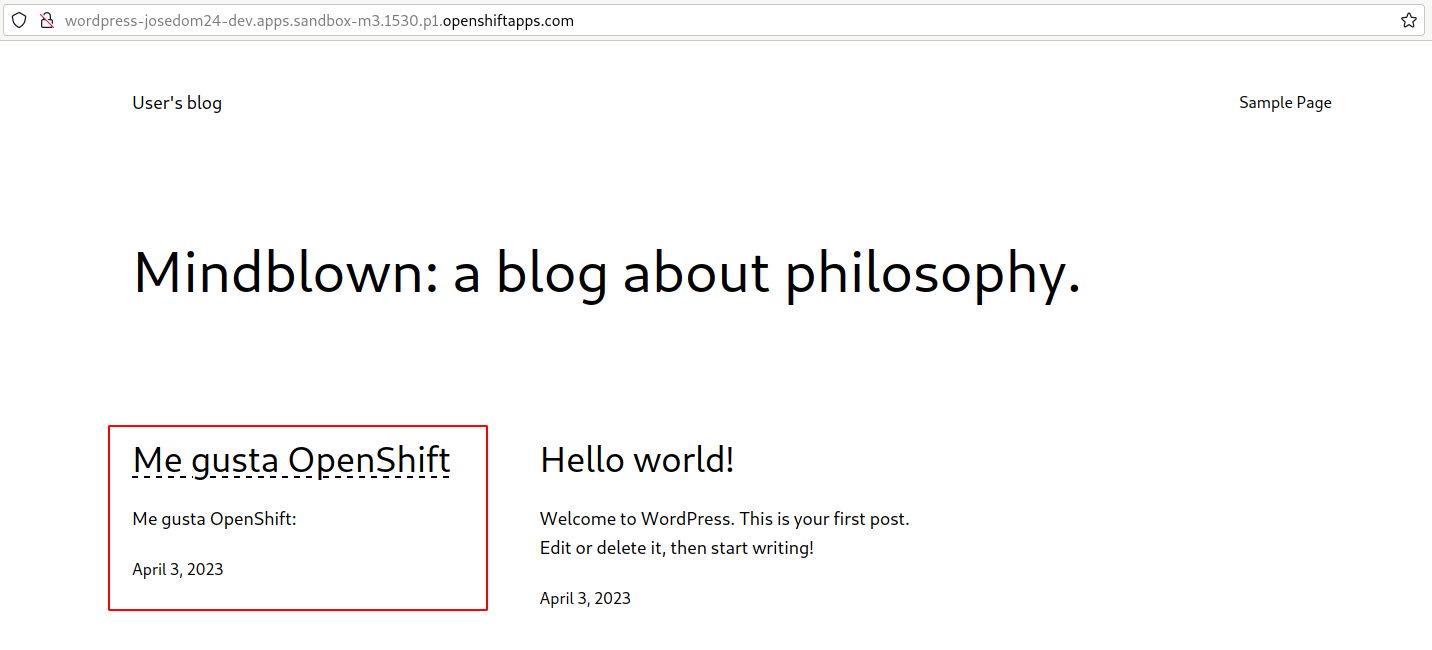 wordpress-josedom24-dev.apps.sandbox-m3.1530.p1.openshiftapps.com
User's blog
Sample Page
Mindblown: a blog about philosophy.
Me gusta OpenShift
Me gusta OpenShift:
April 3, 2023
Hello world!
Welcome to WordPress. This is your first post.
Edit or delete it, then start writing!
April 3, 2023